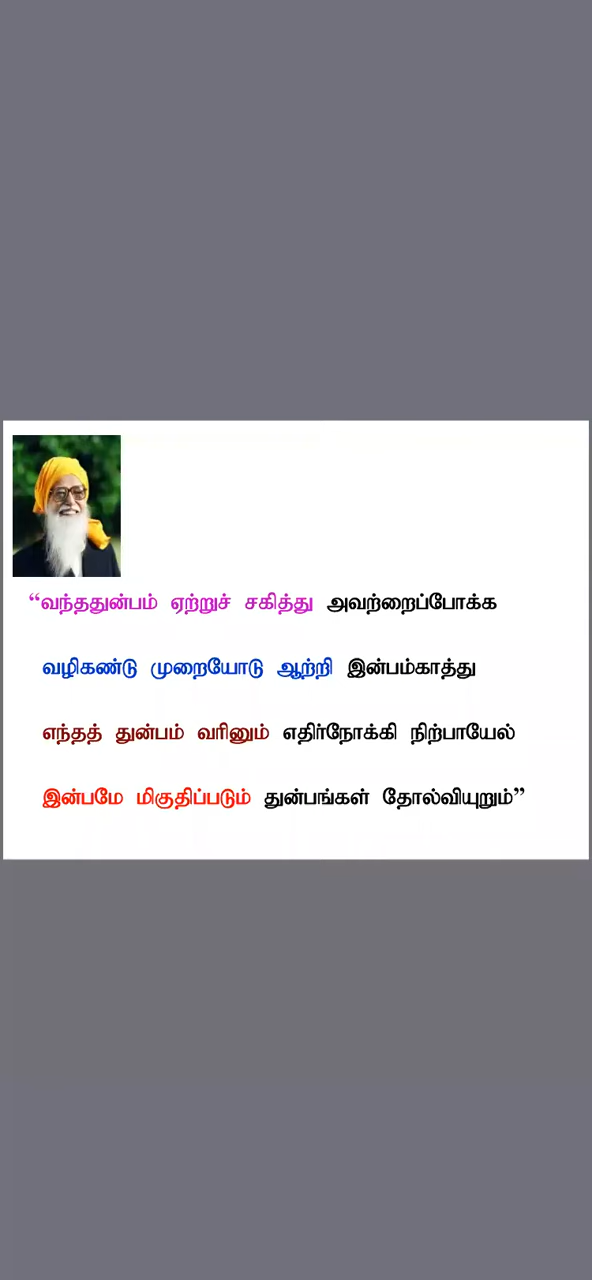 “வந்ததுன்பம் ஏற்றுச் சகித்து அவற்றைப்போக்க
வழிகண்டு முறையோடு ஆற்றி இன்பம்காத்து
எந்தத் துன்பம் வரினும் எதிர்நோக்கி நிற்பாயேல்
இன்பமே மிகுதிப்படும் துன்பங்கள் தோல்வியுறும்”